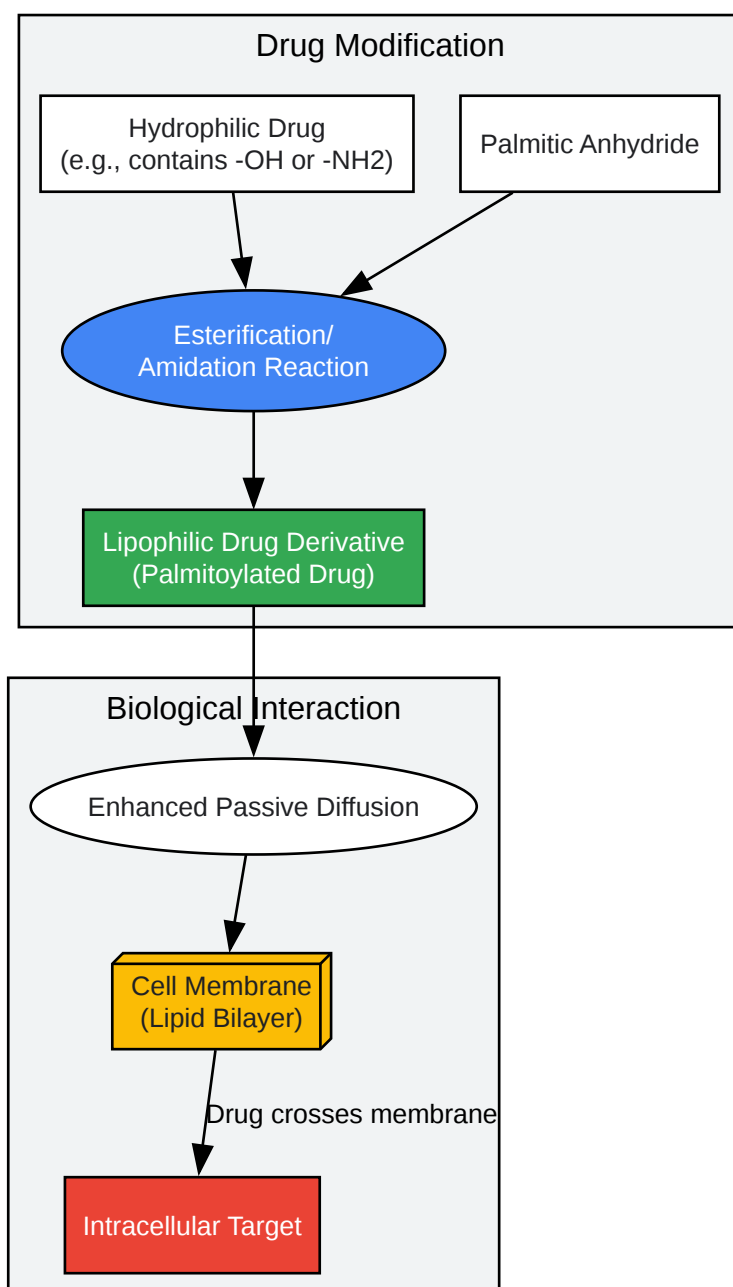 Drug Modification
Hydrophilic Drug
(e.g., contains -OH or -NH2)
Palmitic Anhydride
Esterification/
Amidation Reaction
Lipophilic Drug Derivative
(Palmitoylated Drug)
Biological Interaction
Enhanced Passive Diffusion
Cell Membrane
(Lipid Bilayer)
Drug crosses membrane
Intracellular Target